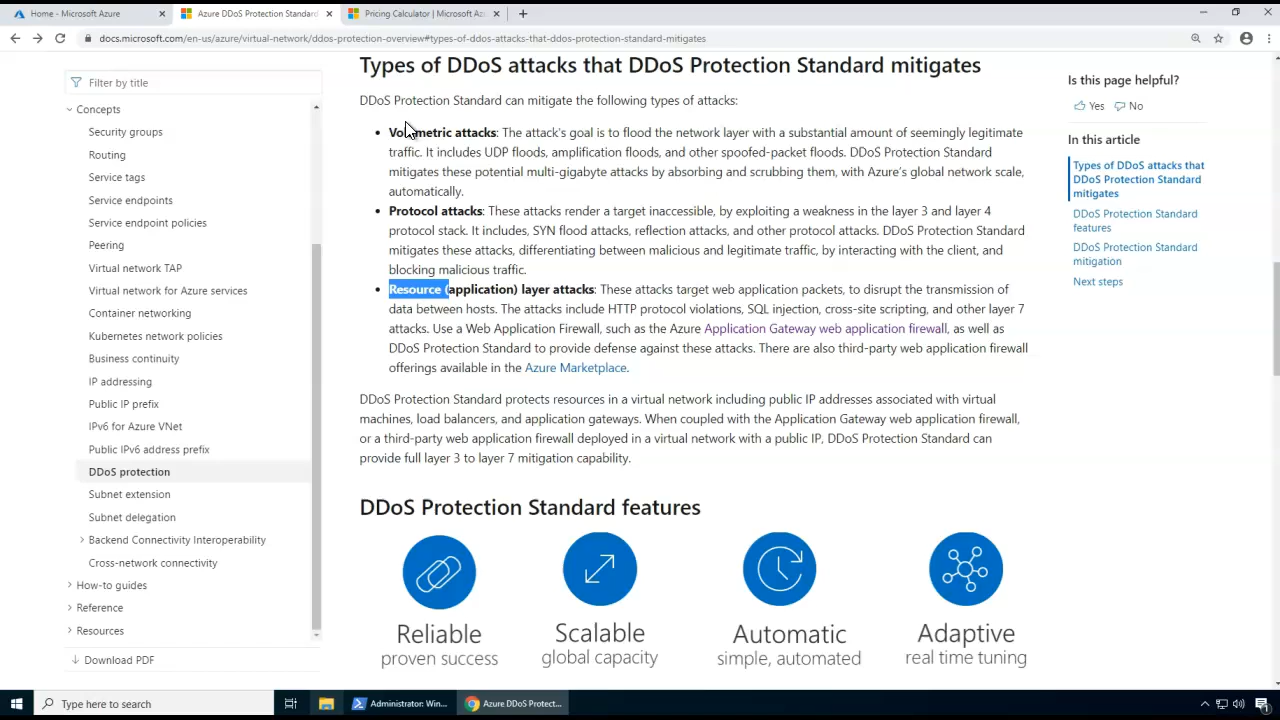 Home - Microsoft Azure
Azure DDoS Protection Standard
Pricing Calculator | Microsoft Az
docs.microsoft.com/en-us/azure/virtual-network/ddos-protection-overview#types-of-ddos-attacks-that-ddos-protection-standard-mitigates
Filter by title
Concepts
Security groups
Routing
Service tags
Service endpoints
Service endpoint policies
Peering
Virtual network TAP
Virtual network for Azure services
Container networking
Kubernetes network policies
Business continuity
IP addressing
Public IP prefix
IPv6 for Azure VNet
Public IPv6 address prefix
DDoS protection
Subnet extension
Subnet delegation
Backend Connectivity Interoperability
Cross-network connectivity
How-to guides
Reference
Resources
Download PDF
Types of DDoS attacks that DDoS Protection Standard mitigates
DDoS Protection Standard can mitigate the following types of attacks:
• Volumetric attacks: The attack's goal is to flood the network layer with a substantial amount of seemingly legitimate
traffic. It includes UDP floods, amplification floods, and other spoofed-packet floods. DDoS Protection Standard
mitigates these potential multi-gigabyte attacks by absorbing and scrubbing them, with Azure's global network scale,
automatically.
• Protocol attacks: These attacks render a target inaccessible, by exploiting a weakness in the layer 3 and layer 4
protocol stack. It includes, SYN flood attacks, reflection attacks, and other protocol attacks. DDoS Protection Standard
mitigates these attacks, differentiating between malicious and legitimate traffic, by interacting with the client, and
blocking malicious traffic.
• Resource (application) layer attacks: These attacks target web application packets, to disrupt the transmission of
data between hosts. The attacks include HTTP protocol violations, SQL injection, cross-site scripting, and other layer 7
attacks. Use a Web Application Firewall, such as the Azure Application Gateway web application firewall, as well as
DDoS Protection Standard to provide defense against these attacks. There are also third-party web application firewall
offerings available in the Azure Marketplace.
DDoS Protection Standard protects resources in a virtual network including public IP addresses associated with virtual
machines, load balancers, and application gateways. When coupled with the Application Gateway web application firewall,
or a third-party web application firewall deployed in a virtual network with a public IP, DDoS Protection Standard can
provide full layer 3 to layer 7 mitigation capability.
DDoS Protection Standard features
Reliable
proven success
Scalable
global capacity
Automatic
simple, automated
Adaptive
real time tuning
Is this page helpful?
Yes No
In this article
Types of DDoS attacks that
DDoS Protection Standard
mitigates
DDoS Protection Standard
features
DDoS Protection Standard
mitigation
Next steps
Type here to search
Administrator: Win...
Azure DDoS Protect...